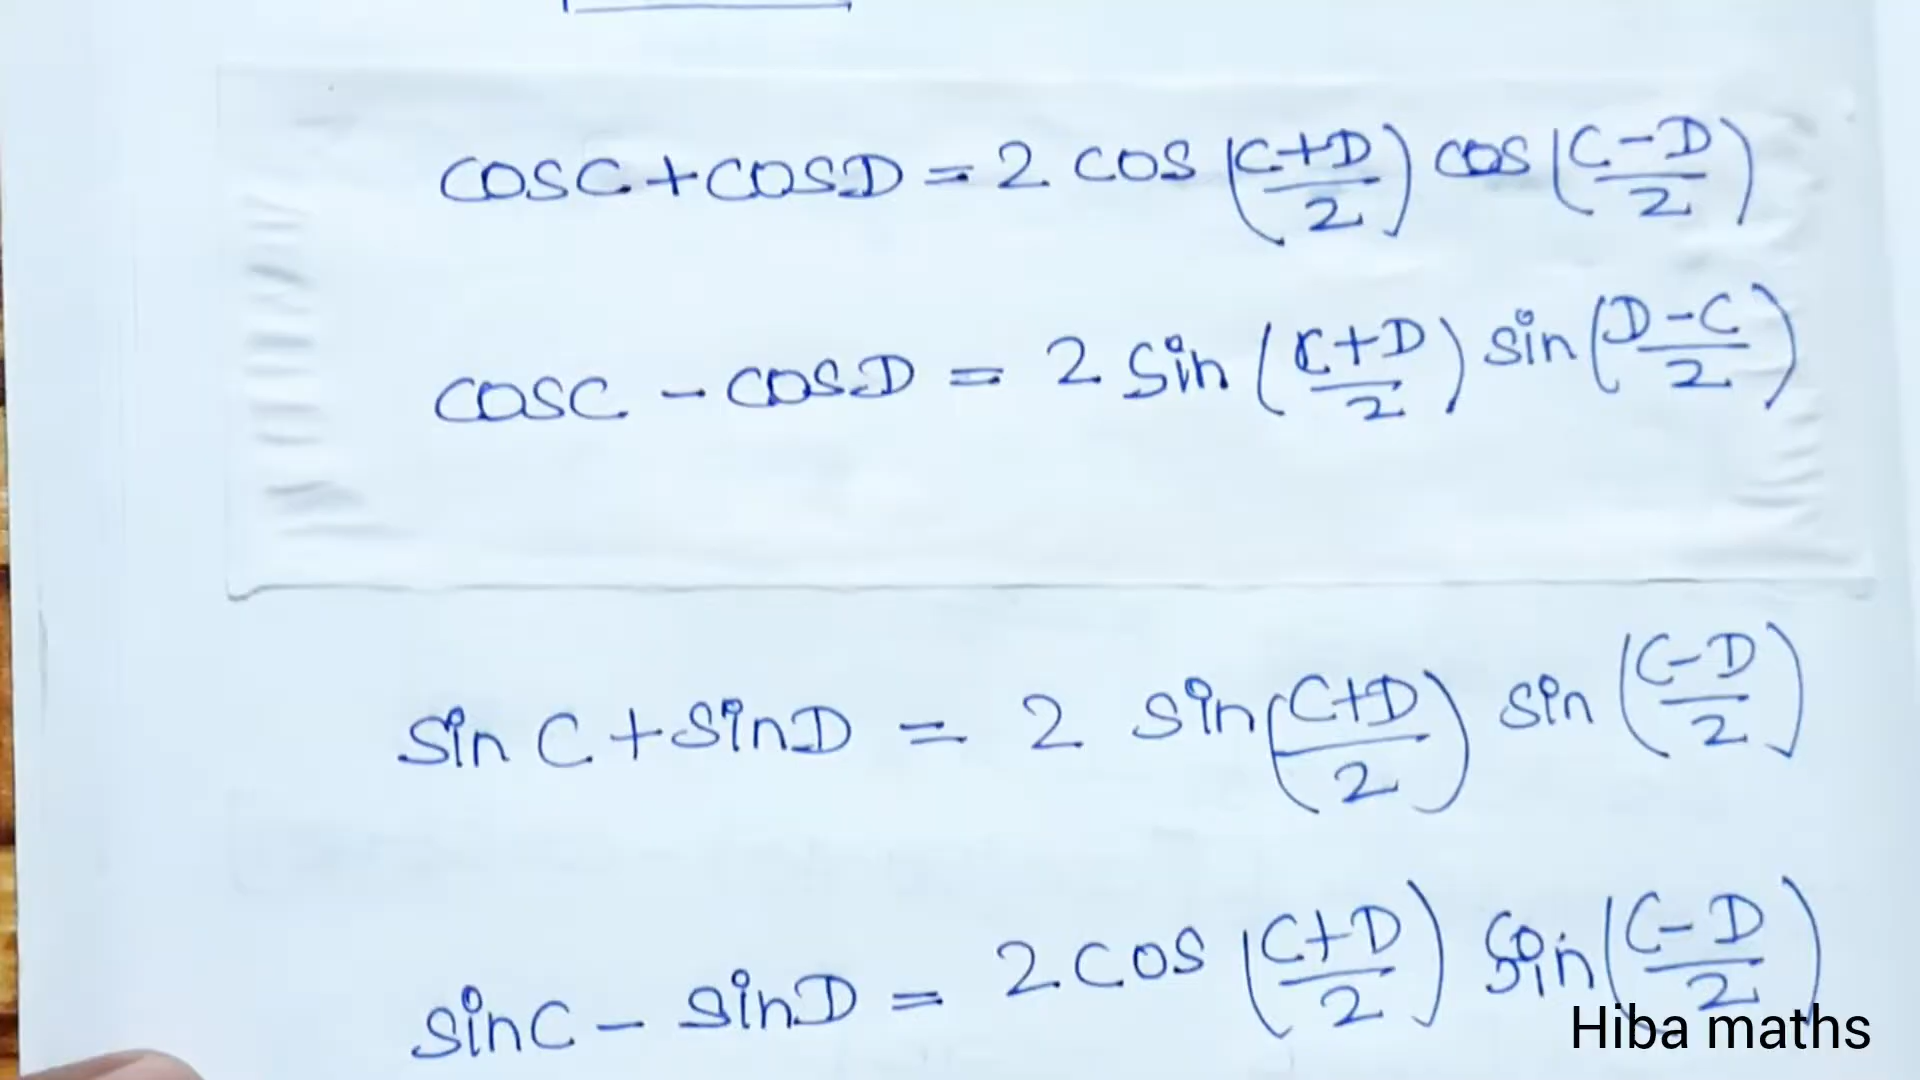 cosC + cosD = 2 cos (C+D/2) cos (C-D/2)
cosC - cosD = 2 Sin (C+D/2) sin (D-C/2)
Sin C + SinD = 2 sin (C+D/2) sin (C-D/2)
sinC - sinD = 2 cos (C+D/2) Sin (C-D/2)
Hiba maths